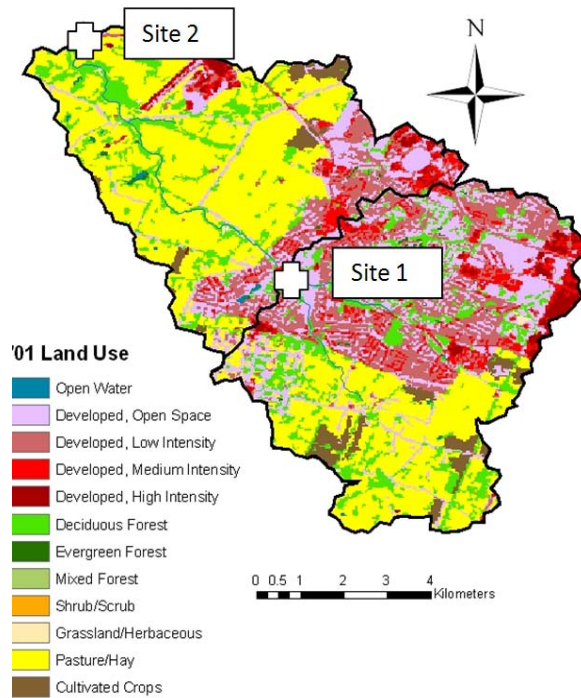 Site 2
N
Site 1
'01 Land Use
Open Water
Developed, Open Space
Developed, Low Intensity
Developed, Medium Intensity
Developed, High Intensity
Deciduous Forest
Evergreen Forest
Mixed Forest
Shrub/Scrub
Grassland/Herbaceous
Pasture/Hay
Cultivated Crops
0 0.5 1 2 3 4
Kilometers